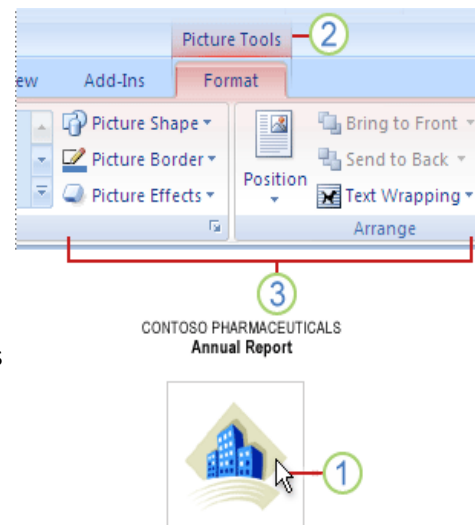 Picture Tools 2
ew Add-Ins Format
Picture Shape Bring to Front
Picture Border Send to Back
Position
Picture Effects Text Wrapping
Arrange
3
CONTOSO PHARMACEUTICALS
Annual Report
s
1